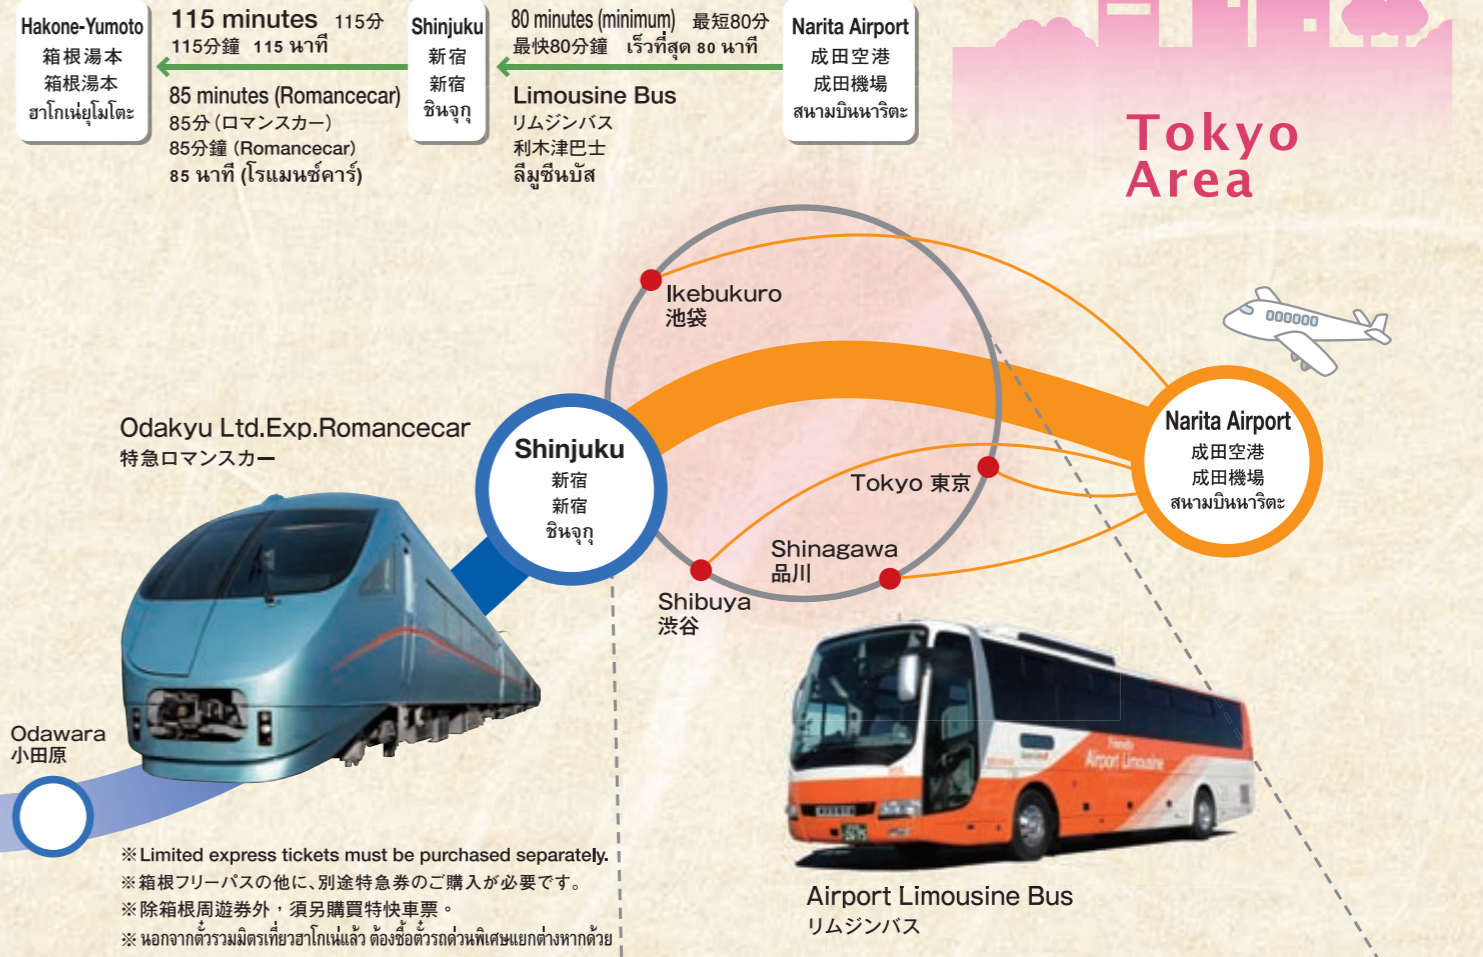 Hakone-Yumoto
箱根湯本
箱根湯本
ฮาโกเน่ยุโมโตะ
115 minutes 115分
115分鐘 115 นาที
85 minutes (Romancecar)
85分(ロマンスカー)
85分鐘 (Romancecar)
85 นาที (โรแมนซ์คาร์)
Shinjuku
新宿
新宿
ชินจุกุ
80 minutes (minimum) 最短80分
最快80分鐘 เร็วที่สุด 80 นาที
Limousine Bus
リムジンバス
利木津巴士
ลีมูซีนบัส
Narita Airport
成田空港
成田機場
สนามบินนาริตะ
Tokyo
Area
Ikebukuro
池袋
Odakyu Ltd.Exp.Romancecar
特急ロマンスカー
Shinjuku
新宿
新宿
ชินจุกุ
Narita Airport
成田空港
成田機場
สนามบินนาริตะ
Tokyo 東京
Shinagawa
品川
Shibuya
渋谷
Odawara
小田原
Airport Limousine
※Limited express tickets must be purchased separately.
※箱根フリーパスの他に、別途特急券のご購入が必要です。
※除箱根周遊券外，須另購買特快車票。
※ นอกจากตั๋วรวมมิตรเที่ยวฮาโกเน่แล้ว ต้องซื้อตั๋วรถด่วนพิเศษแยกต่างหากด้วย
Airport Limousine Bus
リムジンバス